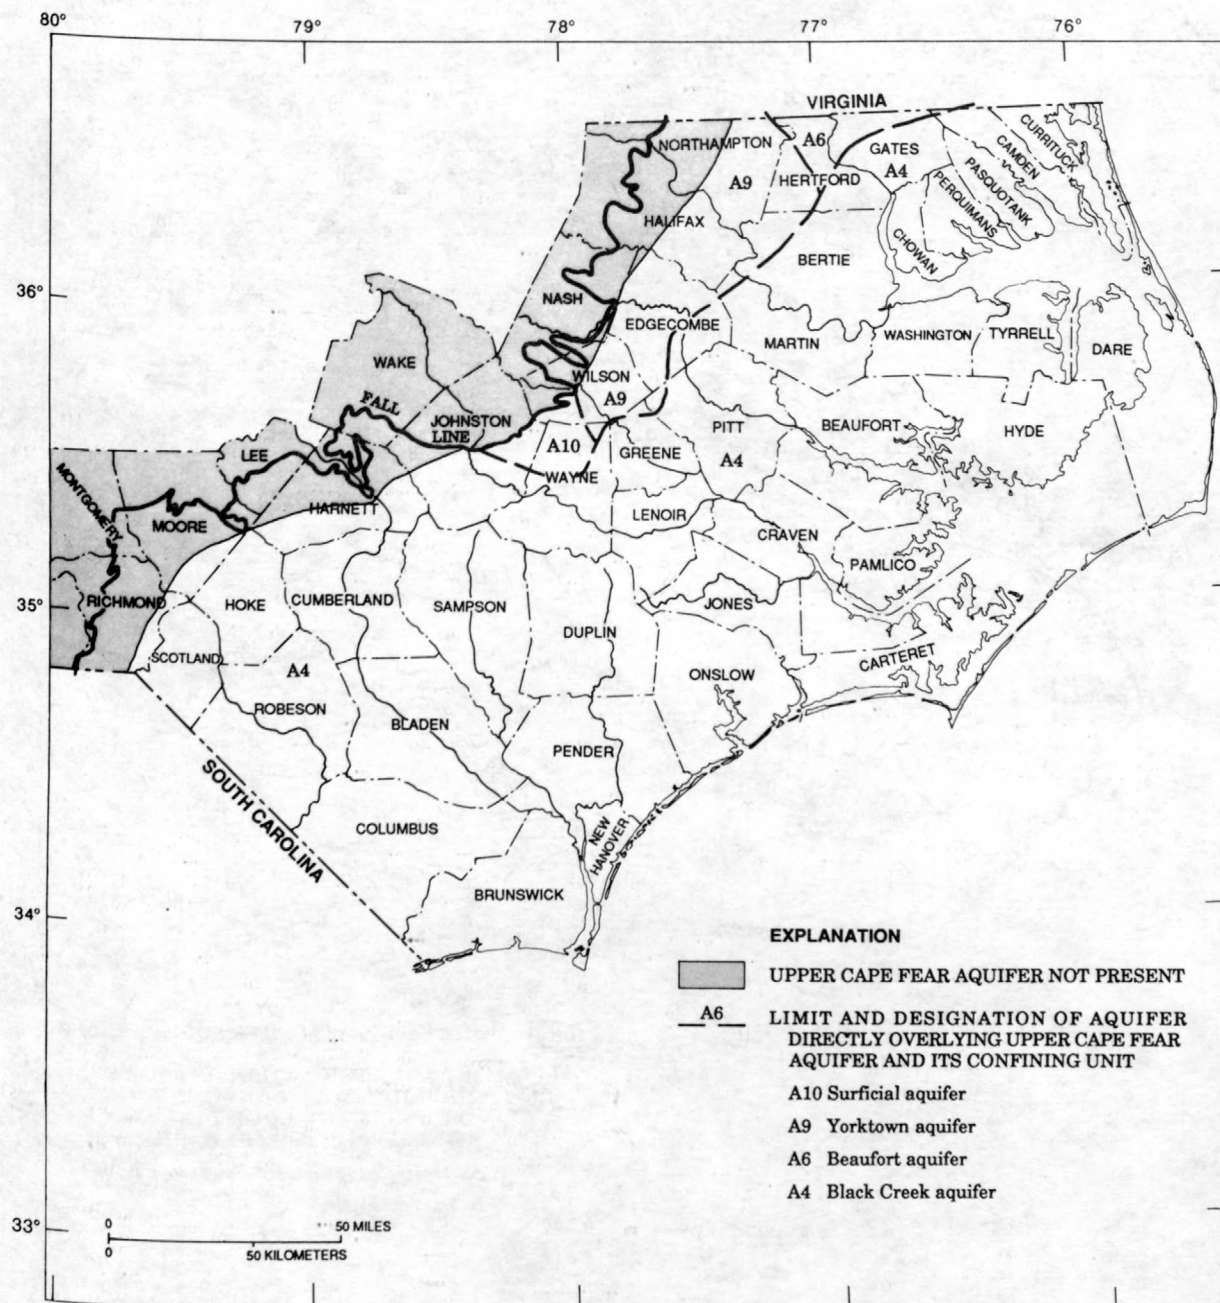 80°
79°
78°
77°
76°
VIRGINIA
NORTHAMPTON
A6
GATES
CURRITUCK
CAMDEN
PASQUOTANK
PERQUIMANS
A9
HERTFORD
A4
HALIFAX
CHOWAN
BERTIE
36°
NASH
EDGECOMBE
MARTIN
WASHINGTON
TYRRELL
DARE
WAKE
WILSON
A9
FALL
LINE
JOHNSTON
A10
PITT
BEAUFORT
HYDE
LEE
GREENE
A4
WAYNE
MONTGOMERY
MOORE
HARNETT
LENOIR
CRAVEN
PAMLICO
35°
RICHMOND
HOKE
CUMBERLAND
SAMPSON
JONES
DUPLIN
SCOTLAND
A4
CARTERET
ONSLOW
ROBESON
BLADEN
PENDER
SOUTH CAROLINA
COLUMBUS
NEW
HANOVER
BRUNSWICK
34°
EXPLANATION
UPPER CAPE FEAR AQUIFER NOT PRESENT
A6
LIMIT AND DESIGNATION OF AQUIFER
DIRECTLY OVERLYING UPPER CAPE FEAR
AQUIFER AND ITS CONFINING UNIT
A10 Surficial aquifer
A9 Yorktown aquifer
A6 Beaufort aquifer
A4 Black Creek aquifer
33°
0 50 MILES
0 50 KILOMETERS